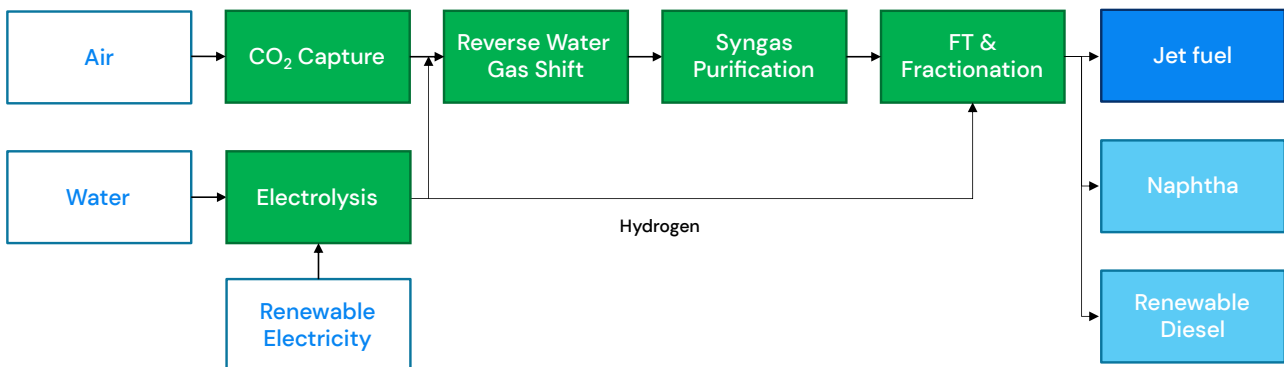 Air
CO₂ Capture
Reverse Water
Gas Shift
Syngas
Purification
FT &
Fractionation
Jet fuel
Water
Electrolysis
Naphtha
Hydrogen
Renewable
Electricity
Renewable
Diesel